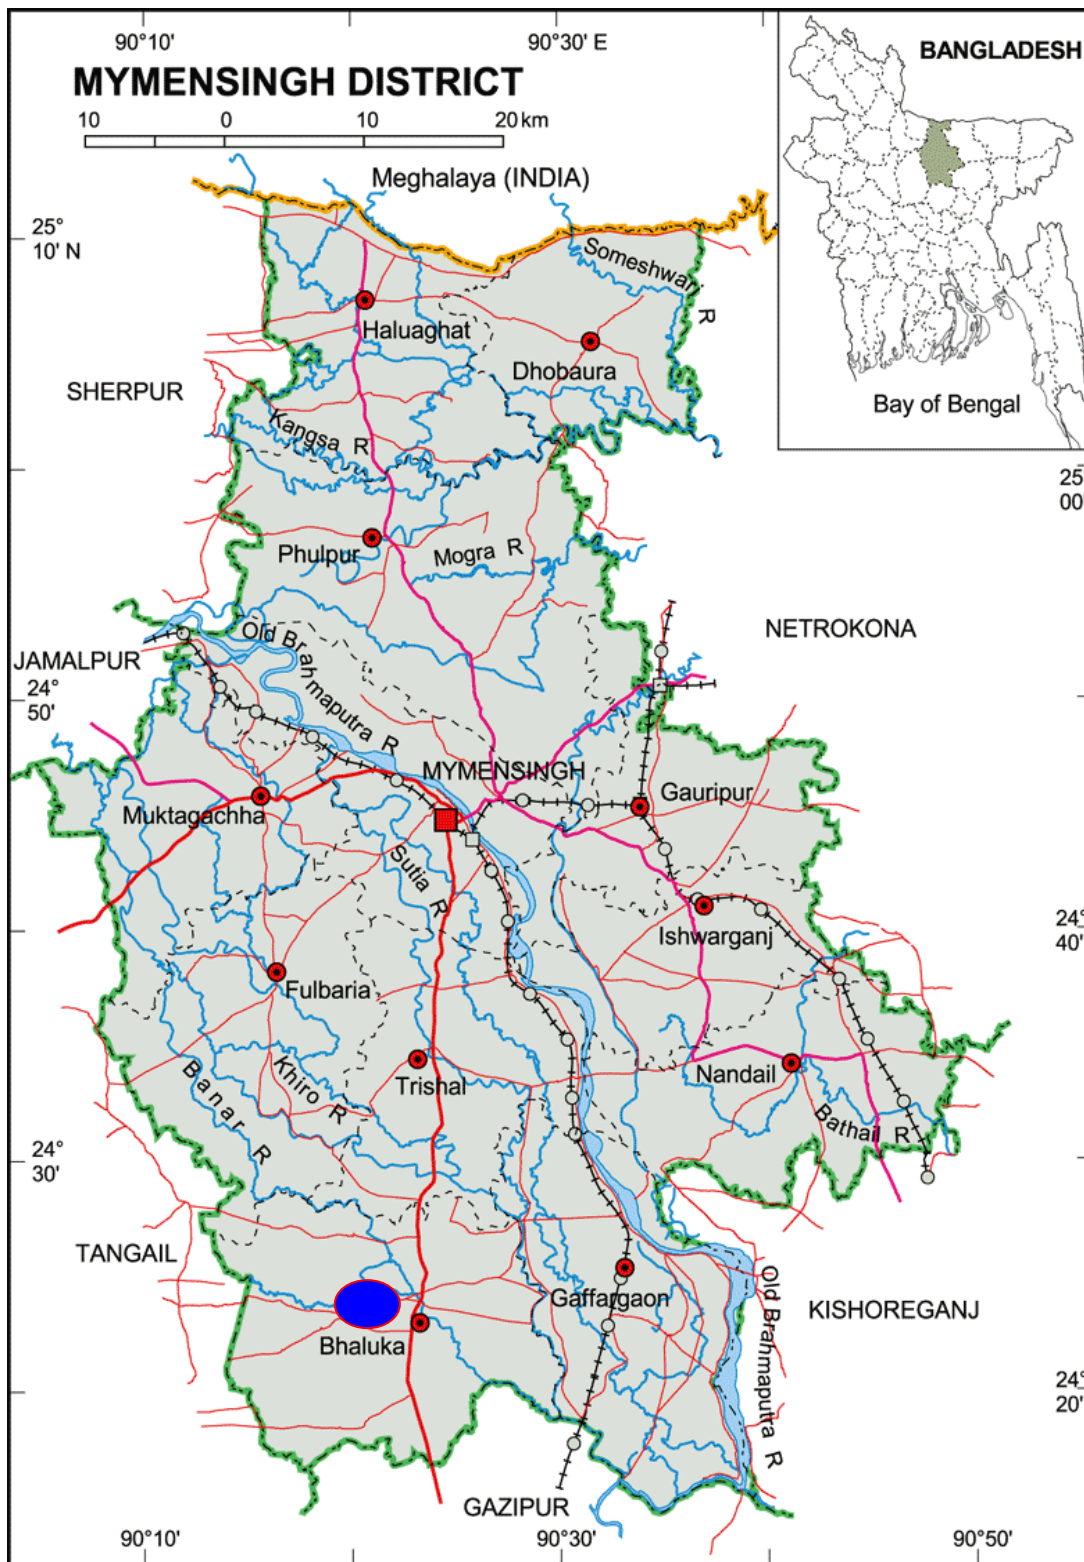 90°10'
90°30' E
BANGLADESH
MYMENSINGH DISTRICT
10 0 10 20 km
Meghalaya (INDIA)
25°
10' N
Someshwari R
Haluaghat
Dhobaura
SHERPUR
Bay of Bengal
Kangsa R
25
00
Phulpur
Mogra R
Old Brahmaputra R
NETROKONA
JAMALPUR
24°
50'
MYMENSINGH
Gauripur
Muktagachha
Sutia R
24°
40'
Ishwarganj
Fulbaria
Banar R
Khiro R
Trishal
Nandail
Bathail R
24°
30'
TANGAIL
Gaffargaon
Old Brahmaputra R
KISHOREGANJ
Bhaluka
24°
20'
GAZIPUR
90°10'
90°30'
90°50'